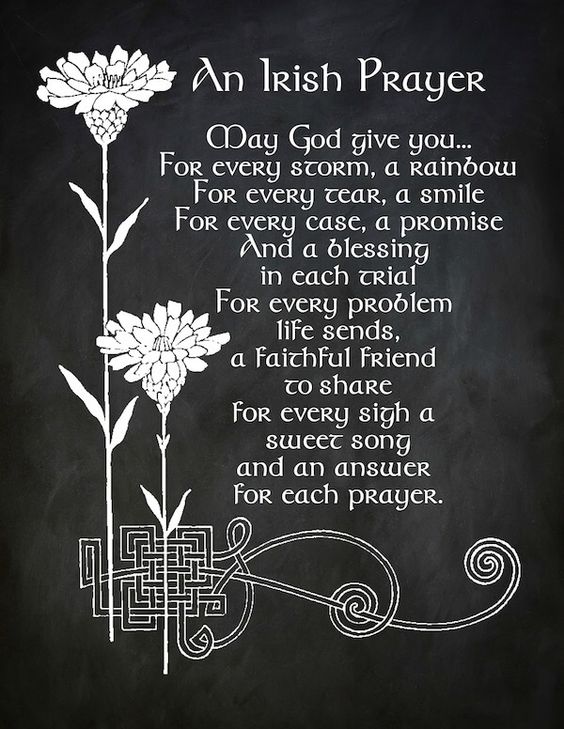 An Irish Prayer
May God give you...
For every storm, a rainbow
For every tear, a smile
For every case, a promise
And a blessing
in each trial
For every problem
life sends,
a faithful friend
to share
for every sigh a
sweet song
and an answer
for each prayer.